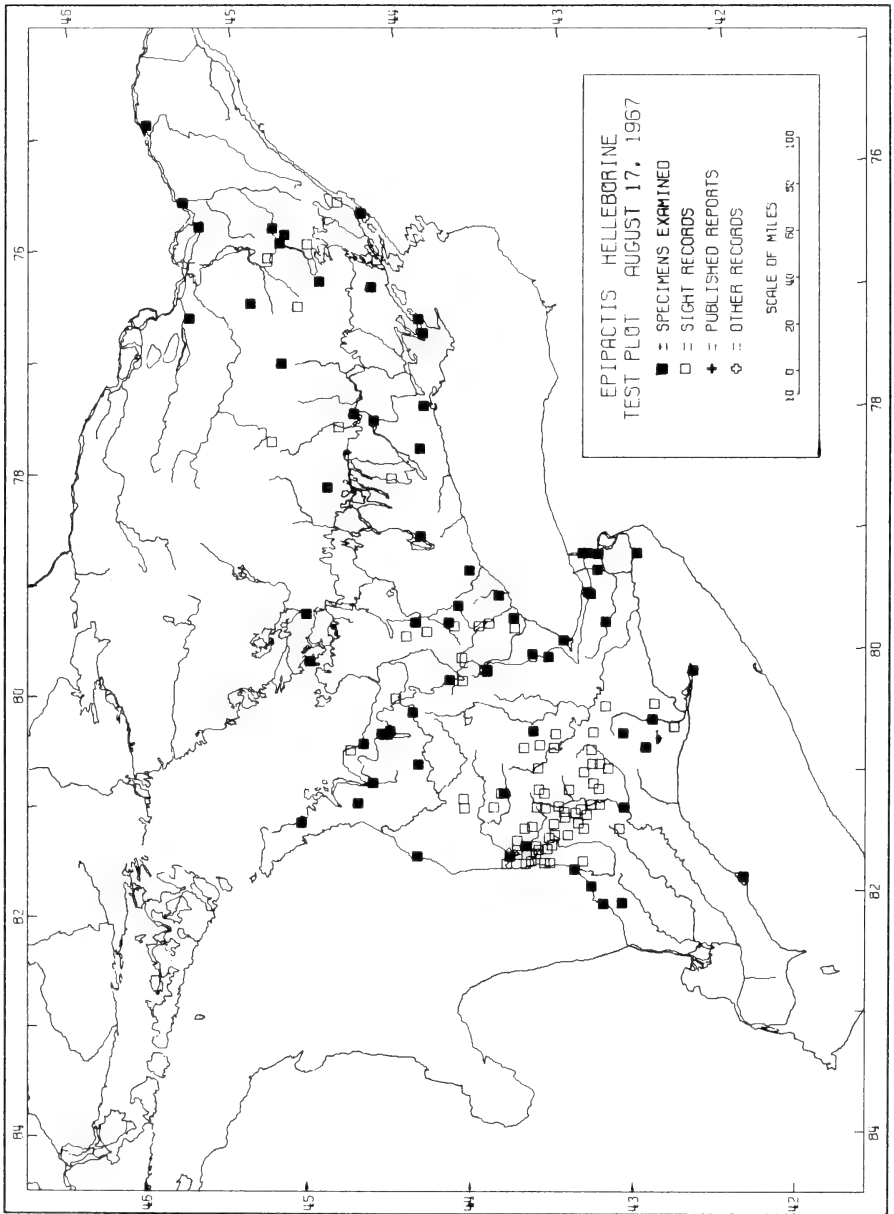 46
45
44
43
42
76
78
80
82
84
EPIPACTIS HELLEBORINE
TEST PLOT AUGUST 17, 1967
■ = SPECIMENS EXAMINED
□ = SIGHT RECORDS
✚ = PUBLISHED REPORTS
✧ = OTHER RECORDS
SCALE OF MILES
10 0 20 40 60 80 100
76
78
80
82
84
46
45
44
43
42